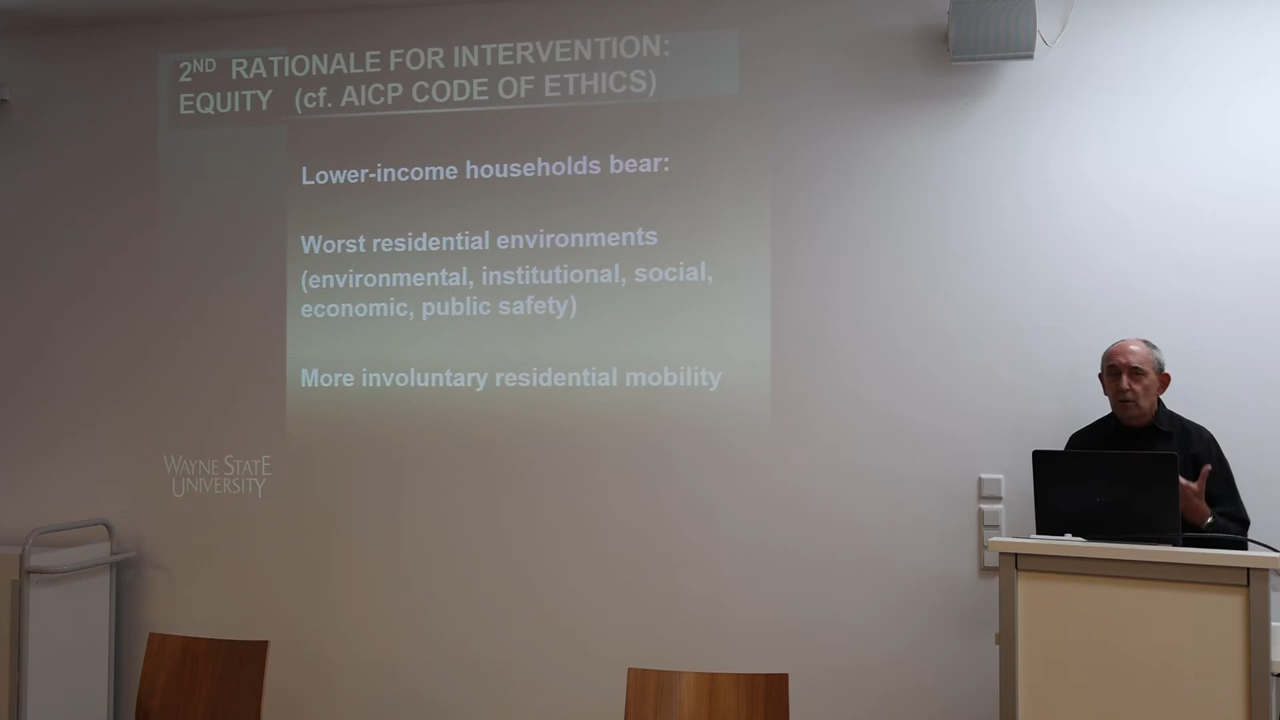 2ND RATIONALE FOR INTERVENTION:
EQUITY (cf. AICP CODE OF ETHICS)
Lower-income households bear:
Worst residential environments
(environmental, institutional, social,
economic, public safety)
More involuntary residential mobility
WAYNE STATE
UNIVERSITY